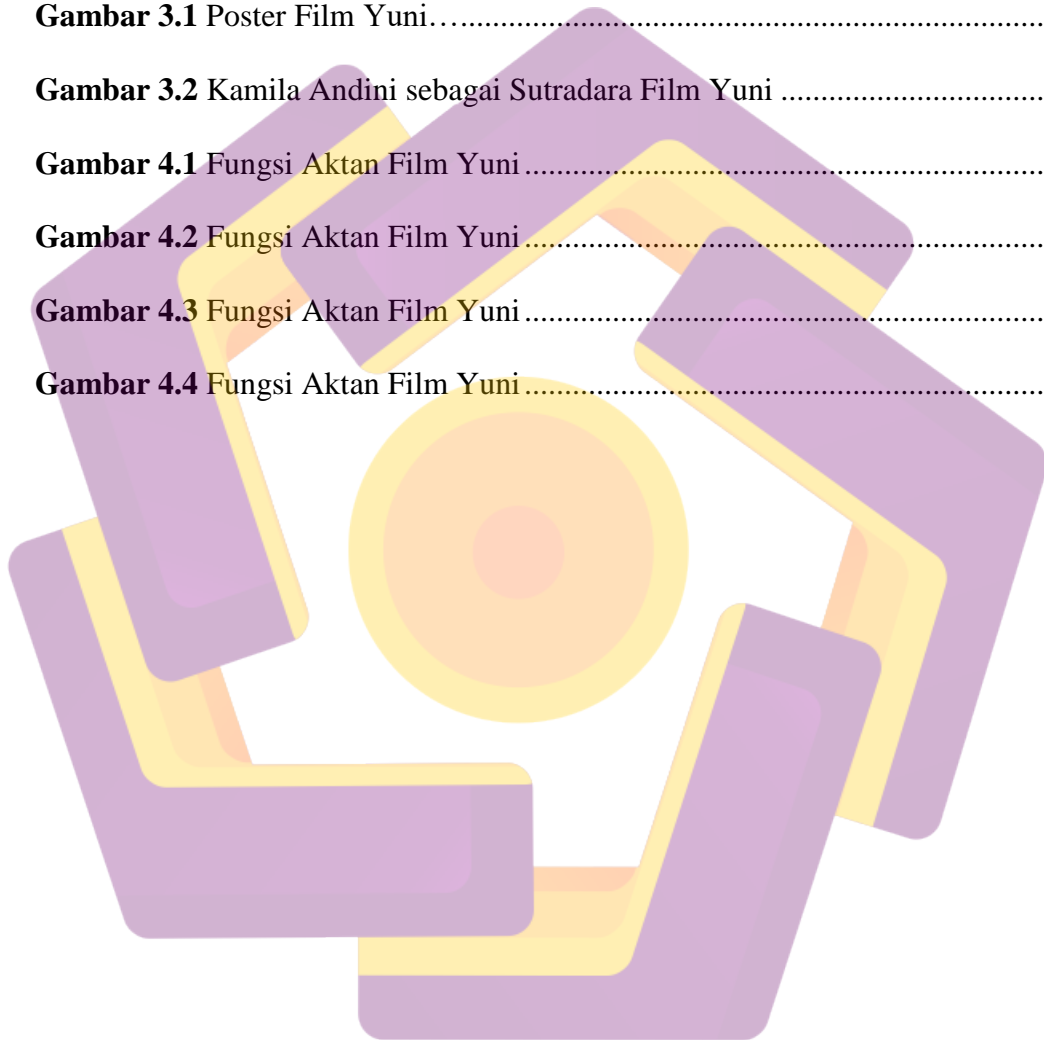 Gambar 3.1 Poster Film Yuni…........................................................................
Gambar 3.2 Kamila Andini sebagai Sutradara Film Yuni .................................
Gambar 4.1 Fungsi Aktan Film Yuni.................................................................
Gambar 4.2 Fungsi Aktan Film Yuni.................................................................
Gambar 4.3 Fungsi Aktan Film Yuni.................................................................
Gambar 4.4 Fungsi Aktan Film Yuni.................................................................